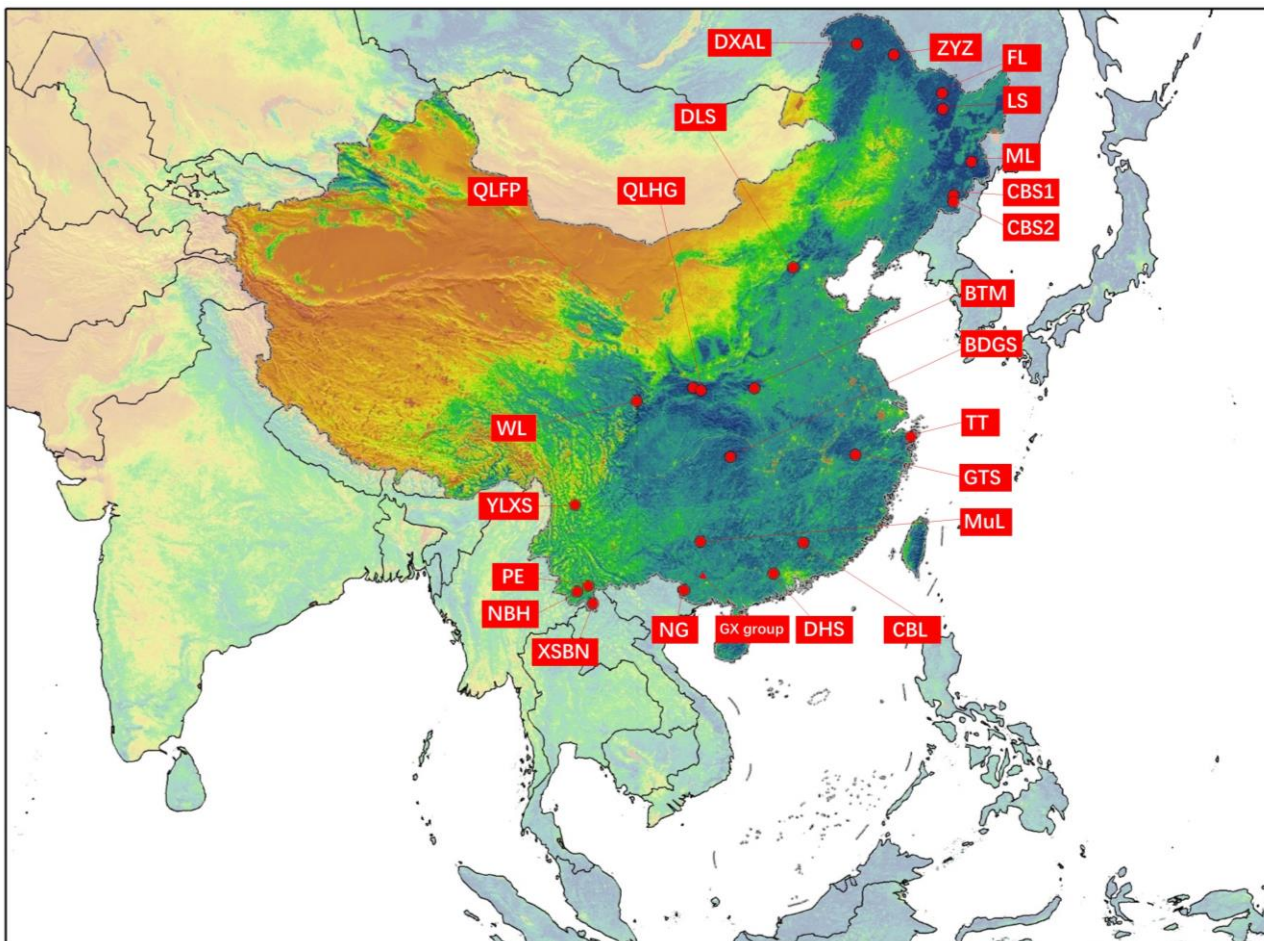 DXAL
ZYZ
FL
DLS
LS
ML
QLFP
QLHG
CBS1
CBS2
BTM
BDGS
WL
TT
GTS
YLXS
MuL
PE
NBH
NG
GX group
DHS
CBL
XSBN